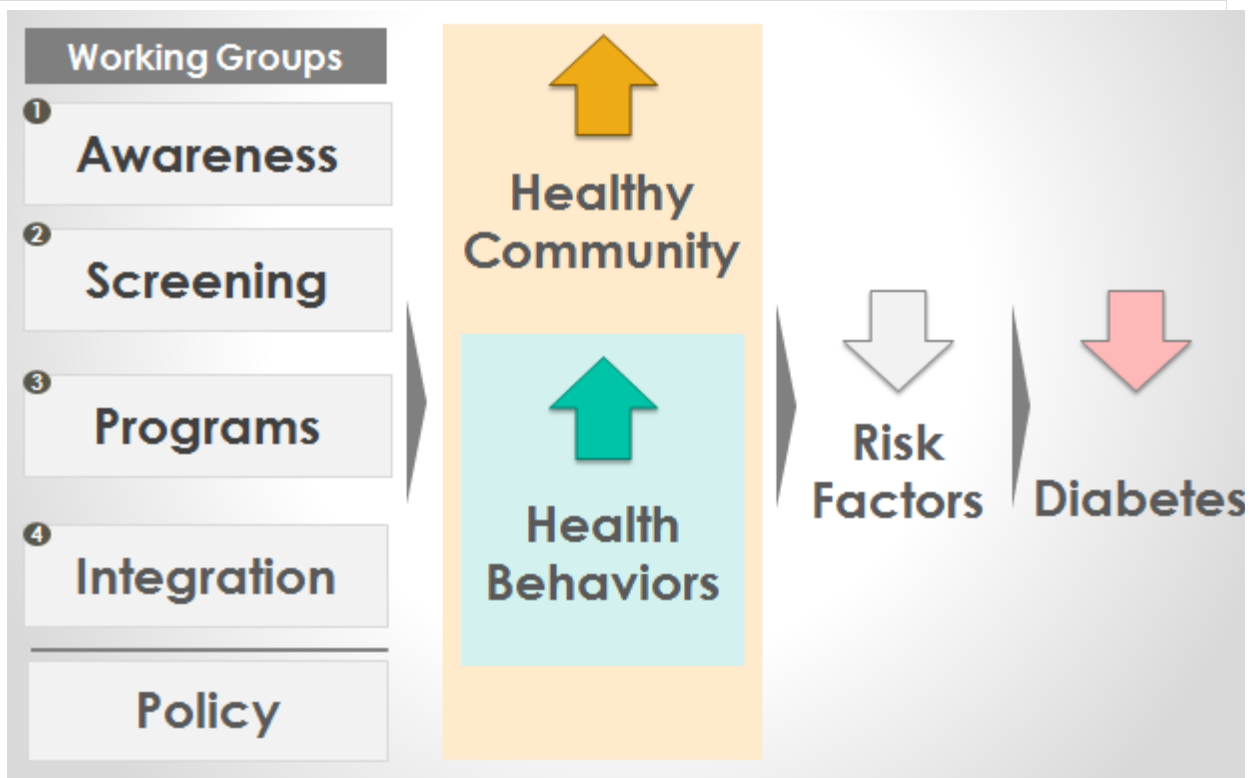 Working Groups
1
Awareness
2
Screening
3
Programs
4
Integration
Policy
Healthy
Community
Health
Behaviors
Risk
Factors
Diabetes